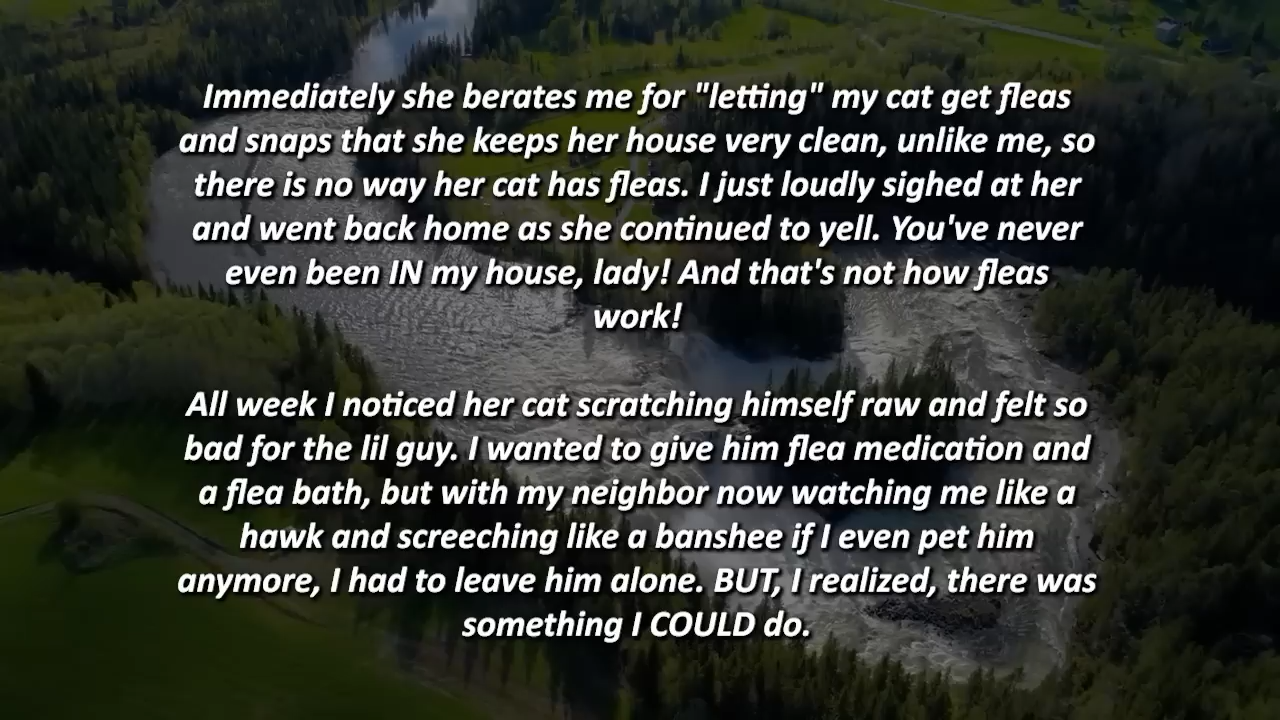 Immediately she berates me for "letting" my cat get fleas
and snaps that she keeps her house very clean, unlike me, so
there is no way her cat has fleas. I just loudly sighed at her
and went back home as she continued to yell. You've never
even been IN my house, lady! And that's not how fleas
work!
All week I noticed her cat scratching himself raw and felt so
bad for the lil guy. I wanted to give him flea medication and
a flea bath, but with my neighbor now watching me like a
hawk and screeching like a banshee if I even pet him
anymore, I had to leave him alone. BUT, I realized, there was
something I COULD do.